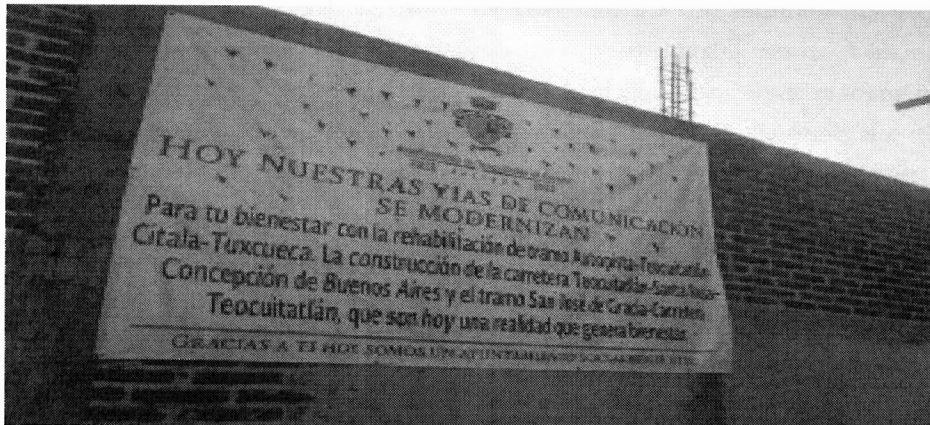 HOY NUESTRAS VIAS DE COMUNICACIÓN
SE MODERNIZAN
Para tu bienestar con la rehabilitación de tramo Autopista-Teocuitatlán-
Citala-Tuxcueca. La construcción de la carretera Teocuitatlán-Santa Rosa-
Concepción de Buenos Aires y el tramo San José de Gracia-Carretera
Teocuitatlán, que son hoy una realidad que genera bienestar.
GRACIAS A TI HOY SOMOS UN AYUNTAMIENTO